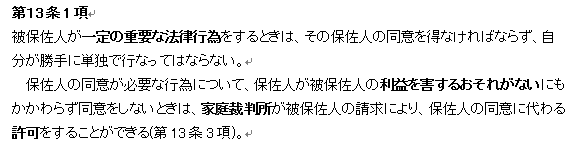 第13条1項
被保佐人が一定の重要な法律行為をするときは、その保佐人の同意を得なければならず、自
分が勝手に単独で行なってはならない。
　保佐人の同意が必要な行為について、保佐人が被保佐人の利益を害するおそれがないにも
かかわらず同意をしないときは、家庭裁判所が被保佐人の請求により、保佐人の同意に代わる
許可をすることができる(第13条3項)。